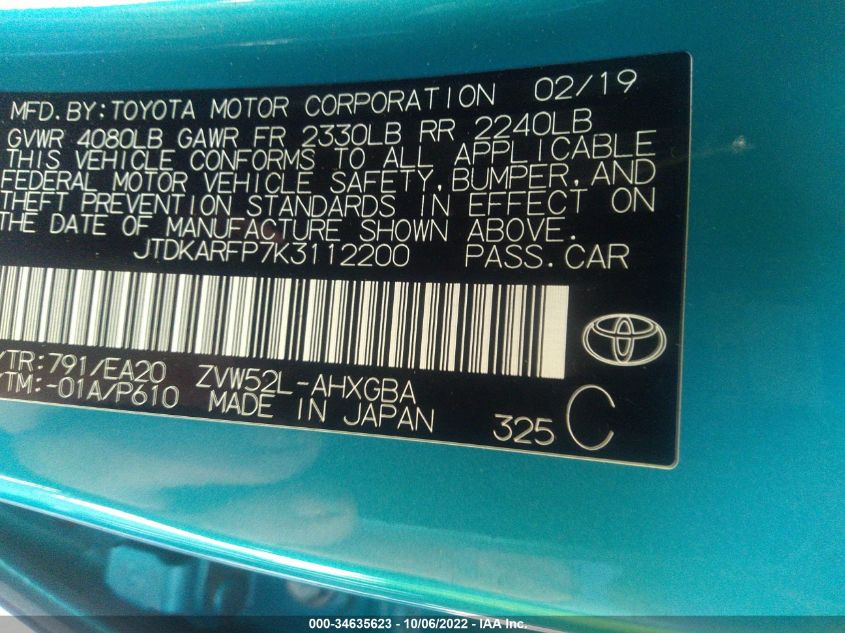 MFD.BY:TOYOTA MOTOR CORPORATION 02/19
GVWR 4080LB GAWR FR 2330LB RR 2240LB
THIS VEHICLE CONFORMS TO ALL APPLICABLE
FEDERAL MOTOR VEHICLE SAFETY,BUMPER,AND
THEFT PREVENTION STANDARDS IN EFFECT ON
THE DATE OF MANUFACTURE SHOWN ABOVE.
JTDKARFP7K3112200 PASS.CAR
/TR:791/EA20 ZVW52L-AHXGBA
/TM:-01A/P610 MADE IN JAPAN 325 C
000-34635623 - 10/06/2022 - IAA Inc.